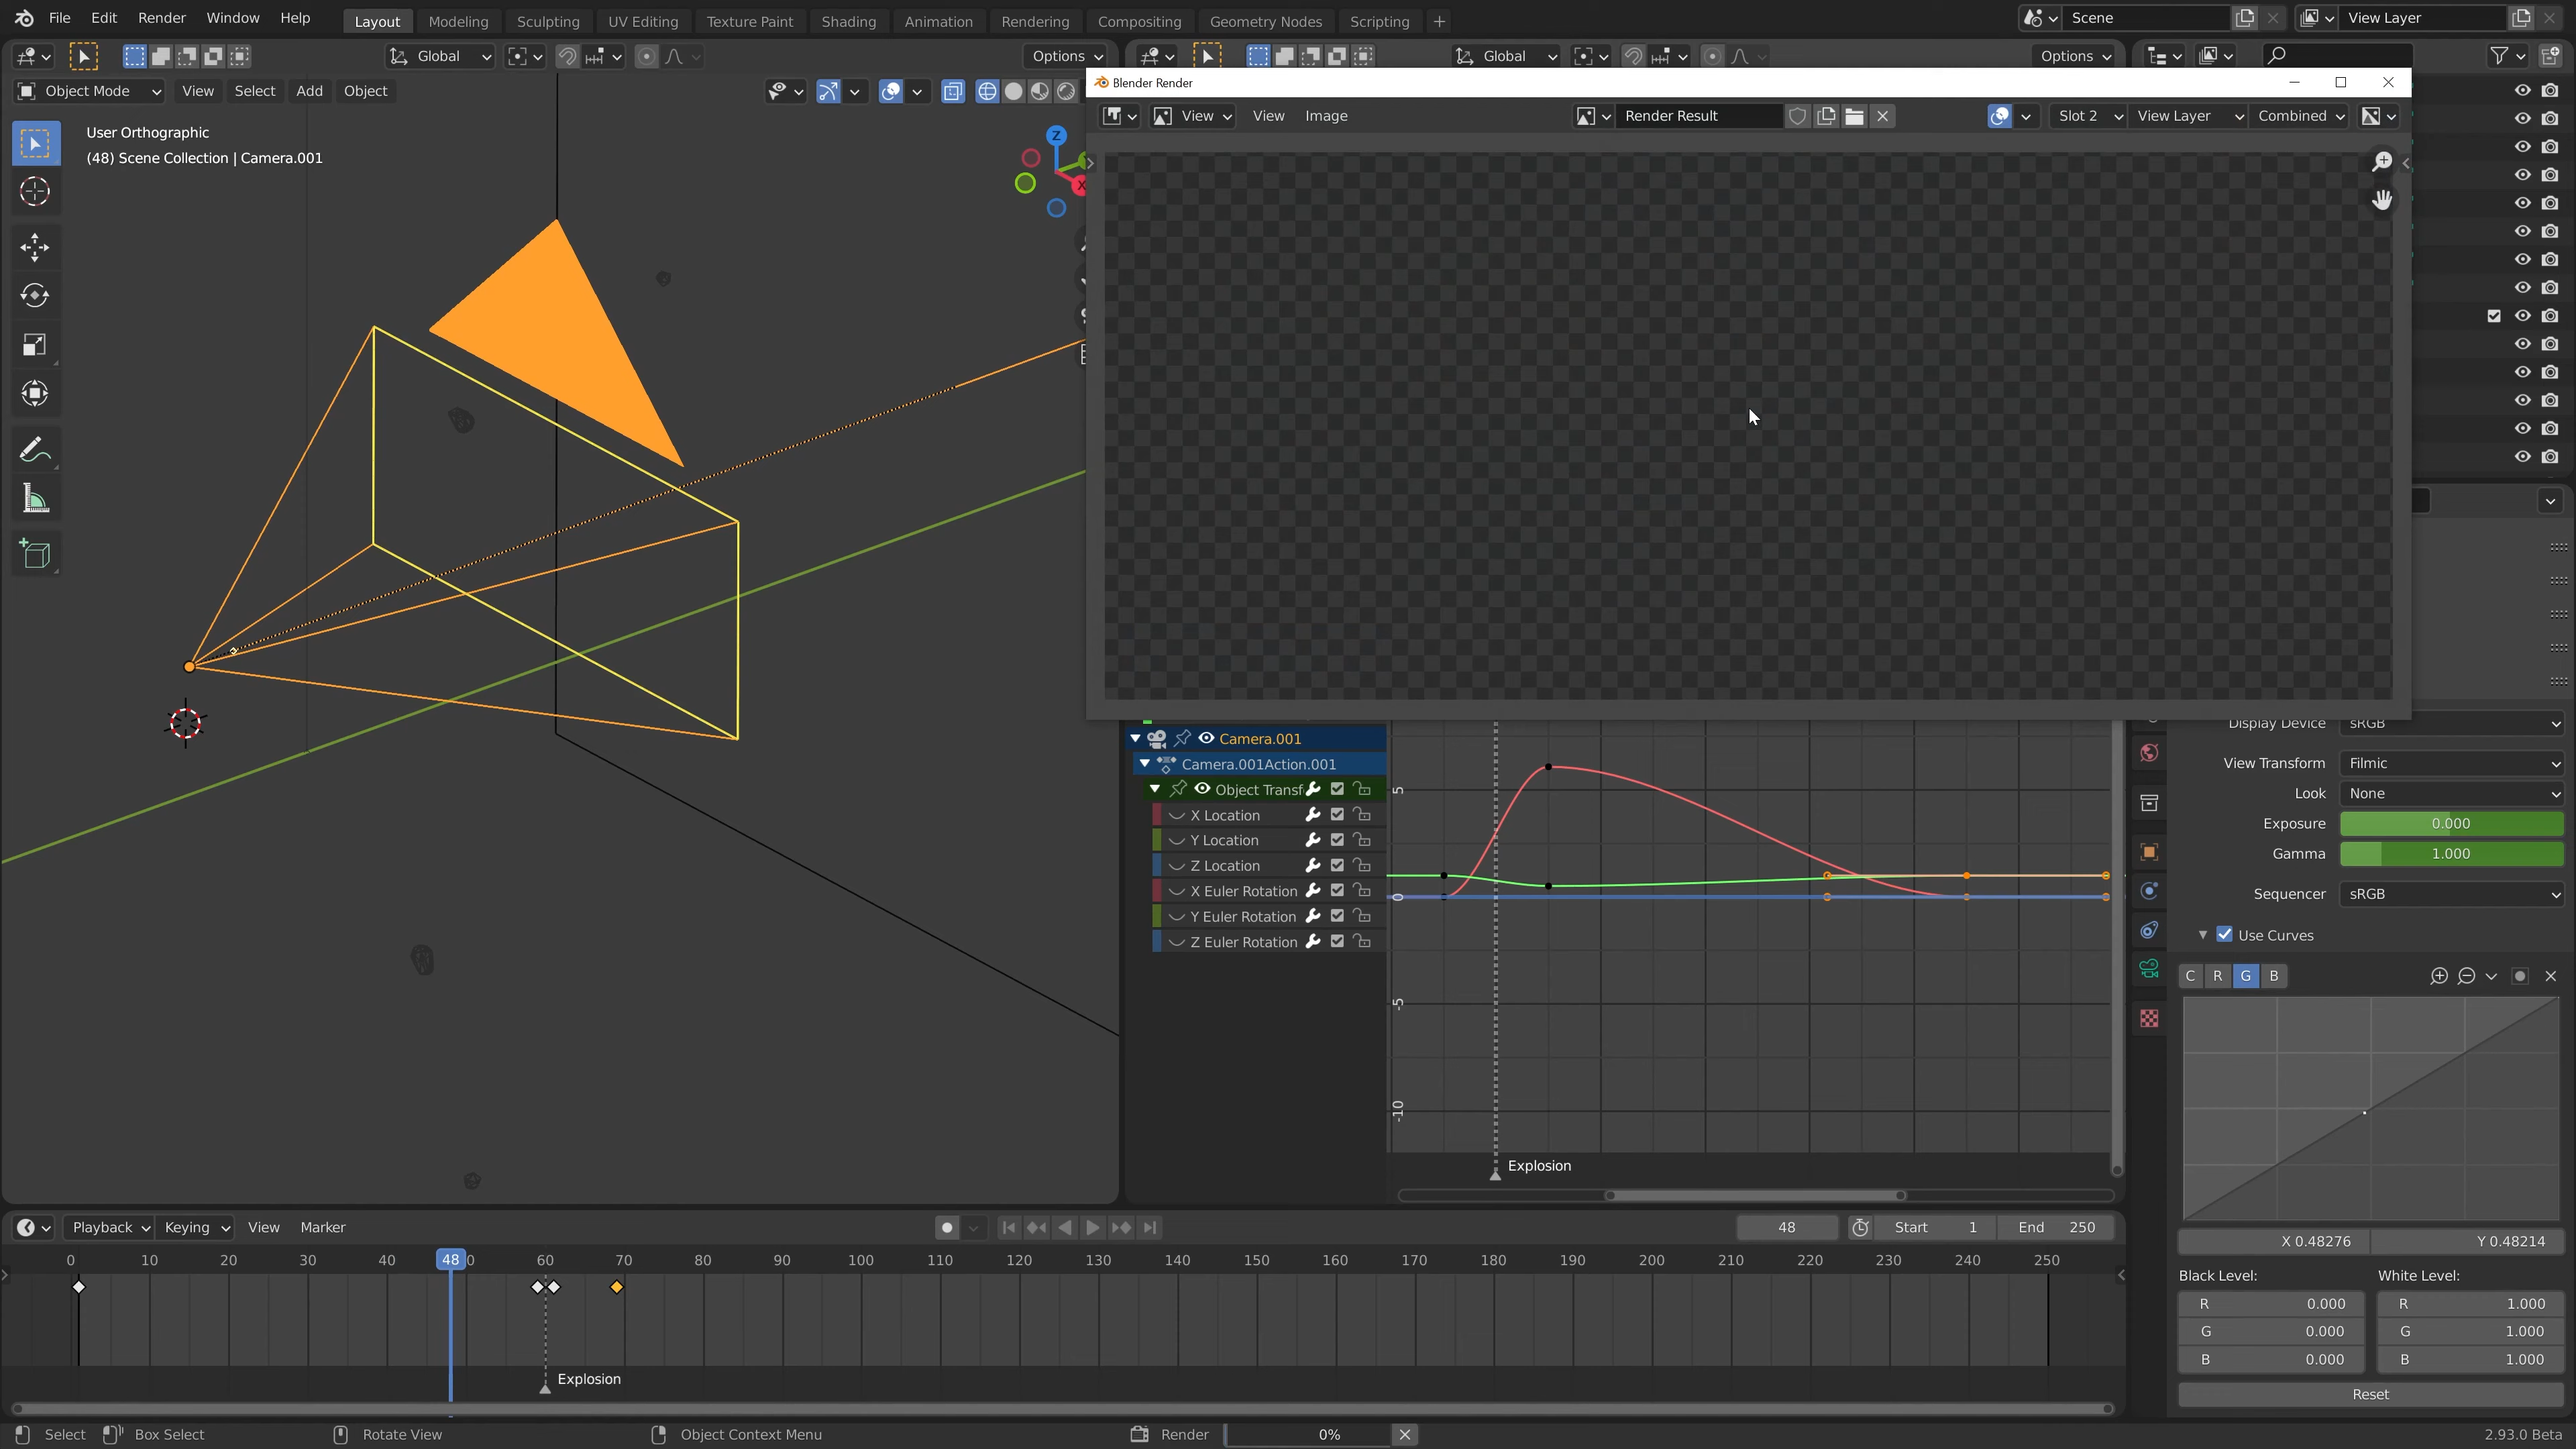 File Edit Render Window Help
Layout Modeling Sculpting UV Editing Texture Paint Shading Animation Rendering Compositing Geometry Nodes Scripting +
Scene
View Layer
Global
Options
Global
Options
Object Mode View Select Add Object
Blender Render
View View Image
Render Result
Slot 2 View Layer Combined
User Orthographic
(48) Scene Collection | Camera.001
Z
X
Camera.001
Camera.001Action.001
Object Transf
X Location
Y Location
Z Location
X Euler Rotation
Y Euler Rotation
Z Euler Rotation
5
0
-5
-10
Explosion
Display Device sRGB
View Transform Filmic
Look None
Exposure 0.000
Gamma 1.000
Sequencer sRGB
Use Curves
C R G B
X 0.48276 Y 0.48214
Black Level: White Level:
R 0.000 R 1.000
G 0.000 G 1.000
B 0.000 B 1.000
Reset
Playback Keying View Marker
48 Start 1 End 250
0 10 20 30 40 48 0 60 70 80 90 100 110 120 130 140 150 160 170 180 190 200 210 220 230 240 250
Explosion
Select Box Select Rotate View Object Context Menu Render 0% 2.93.0 Beta